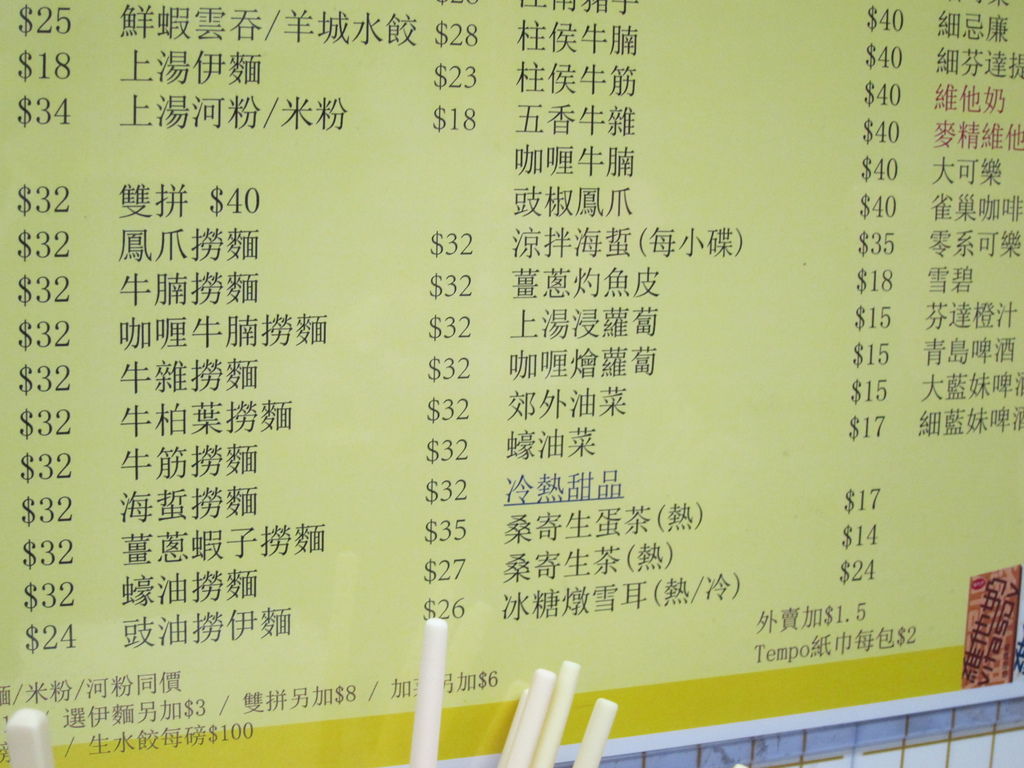 $25 鮮蝦雲吞/羊城水餃 $28
$18 上湯伊麵 $23
$34 上湯河粉/米粉 $18
$32 雙拼 $40
$32 鳳爪撈麵 $32
$32 牛腩撈麵 $32
$32 咖喱牛腩撈麵 $32
$32 牛雜撈麵 $32
$32 牛柏葉撈麵 $32
$32 牛筋撈麵 $32
$32 海蜇撈麵 $32
$32 薑蔥蝦子撈麵 $35
$32 蠔油撈麵 $27
$24 豉油撈伊麵 $26
麵/米粉/河粉同價
選伊麵另加$3 / 雙拼另加$8 / 加菜另加$6
/ 生水餃每磅$100
柱侯牛腩 $40
柱侯牛筋 $40
五香牛雜 $40
咖喱牛腩 $40
豉椒鳳爪 $40
涼拌海蜇(每小碟) $35
薑蔥灼魚皮 $18
上湯浸蘿蔔 $15
咖喱燴蘿蔔 $15
郊外油菜 $15
蠔油菜 $17
冷熱甜品
桑寄生蛋茶(熱) $17
桑寄生茶(熱) $14
冰糖燉雪耳(熱/冷) $24
外賣加$1.5
Tempo紙巾每包$2
$40
細忌廉
細芬達提
維他奶
麥精維他
大可樂
雀巢咖啡
零系可樂
雪碧
芬達橙汁
青島啤酒
大藍妹啤酒
細藍妹啤酒